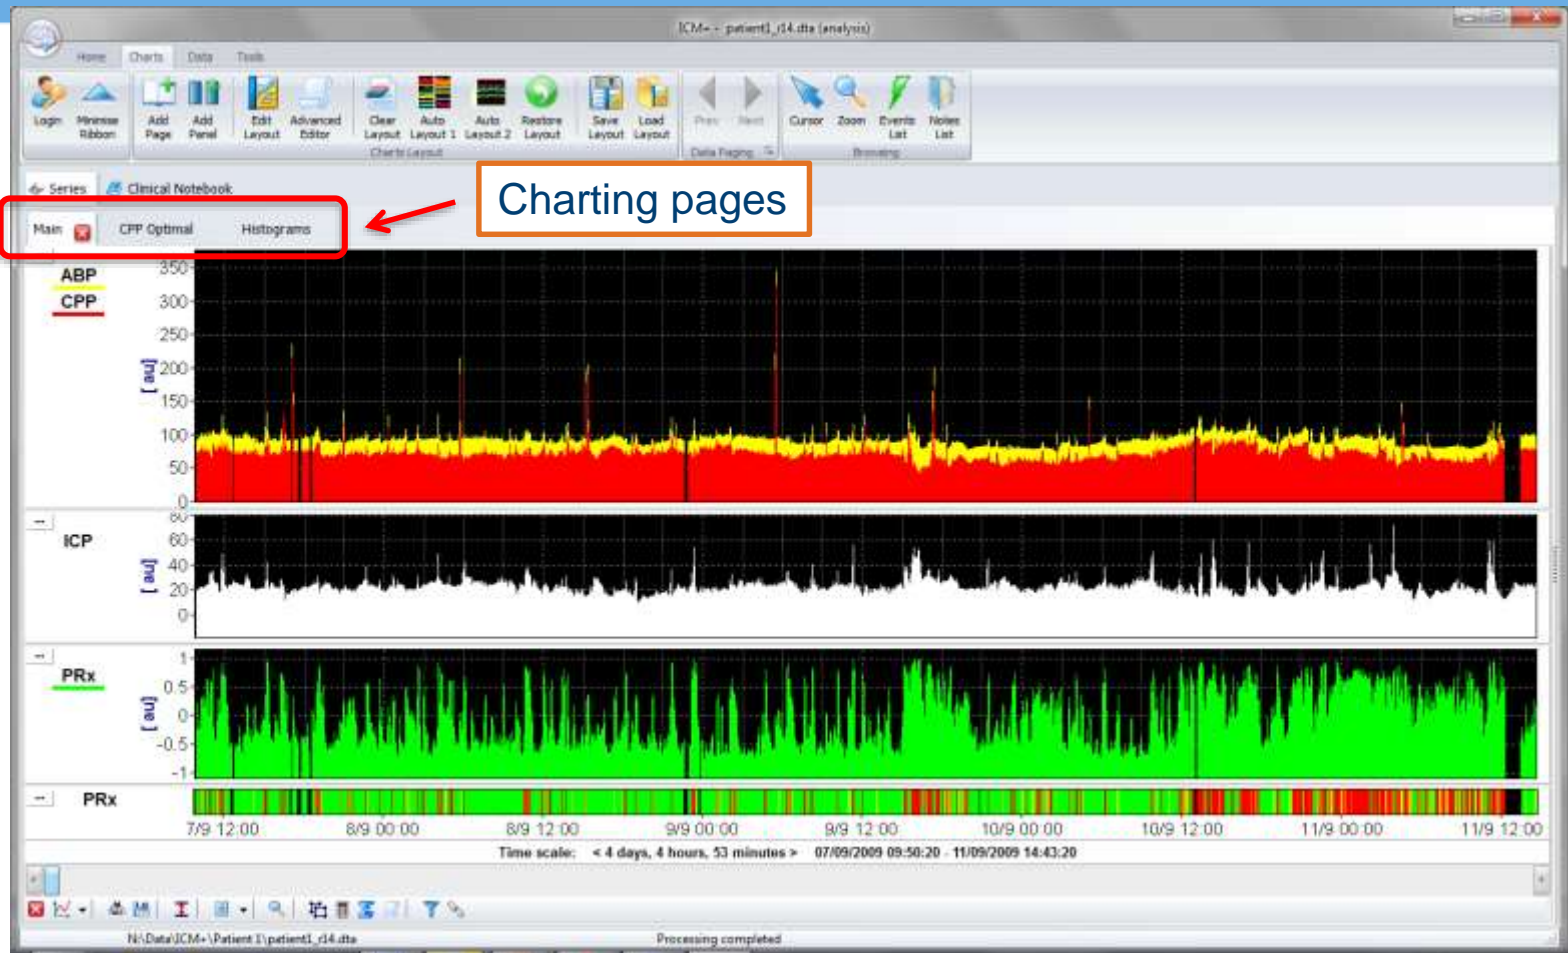 ICM+ - patient1_r14.dta (analysis)
Home Charts Data Tools
Login Minimise Ribbon Add Page Add Panel Edit Layout Advanced Editor Clear Layout Auto Layout 1 Auto Layout 2 Restore Layout Save Layout Load Layout Prev Next Cursor Zoom Events List Notes List
Charts Layout Data Paging Browsing
Series Clinical Notebook
Charting pages
Main CPP Optimal Histograms
ABP
CPP
350
300
250
200
150
100
50
0
[ au]
ICP
80
60
40
20
0
[ au]
PRx
1
0.5
0
-0.5
-1
[ au]
PRx
7/9 12:00 8/9 00:00 8/9 12:00 9/9 00:00 9/9 12:00 10/9 00:00 10/9 12:00 11/9 00:00 11/9 12:00
Time scale: < 4 days, 4 hours, 53 minutes > 07/09/2009 09:50:20 - 11/09/2009 14:43:20
N:\Data\ICM+\Patient 1\patient1_r14.dta Processing completed